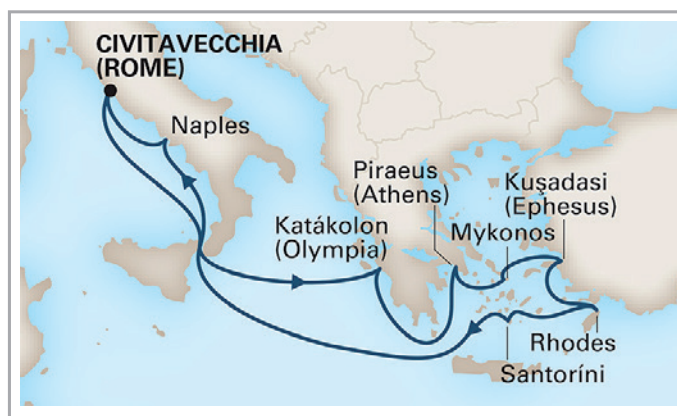 CIVITAVECCHIA
(ROME)
Naples
Piraeus
(Athens)
Kuşadasi
(Ephesus)
Mykonos
Katákolon
(Olympia)
Rhodes
Santoríni